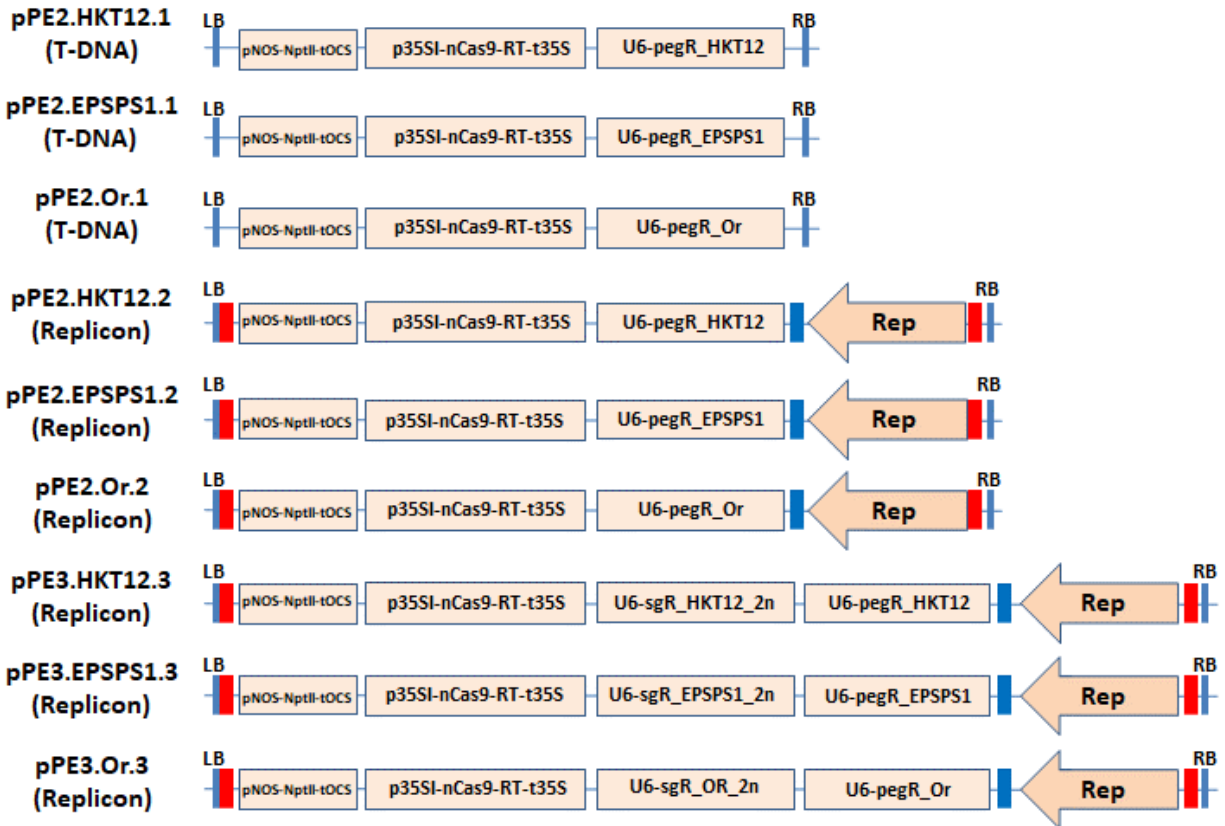 pPE2.HKT12.1
(T-DNA)
LB
pNOS-NptII-tOCS
p35SI-nCas9-RT-t35S
U6-pegR_HKT12
RB
pPE2.EPSPS1.1
(T-DNA)
LB
pNOS-NptII-tOCS
p35SI-nCas9-RT-t35S
U6-pegR_EPSPS1
RB
pPE2.Or.1
(T-DNA)
LB
pNOS-NptII-tOCS
p35SI-nCas9-RT-t35S
U6-pegR_Or
RB
pPE2.HKT12.2
(Replicon)
LB
pNOS-NptII-tOCS
p35SI-nCas9-RT-t35S
U6-pegR_HKT12
Rep
RB
pPE2.EPSPS1.2
(Replicon)
LB
pNOS-NptII-tOCS
p35SI-nCas9-RT-t35S
U6-pegR_EPSPS1
Rep
RB
pPE2.Or.2
(Replicon)
LB
pNOS-NptII-tOCS
p35SI-nCas9-RT-t35S
U6-pegR_Or
Rep
RB
pPE3.HKT12.3
(Replicon)
LB
pNOS-NptII-tOCS
p35SI-nCas9-RT-t35S
U6-sgR_HKT12_2n
U6-pegR_HKT12
Rep
RB
pPE3.EPSPS1.3
(Replicon)
LB
pNOS-NptII-tOCS
p35SI-nCas9-RT-t35S
U6-sgR_EPSPS1_2n
U6-pegR_EPSPS1
Rep
RB
pPE3.Or.3
(Replicon)
LB
pNOS-NptII-tOCS
p35SI-nCas9-RT-t35S
U6-sgR_OR_2n
U6-pegR_Or
Rep
RB